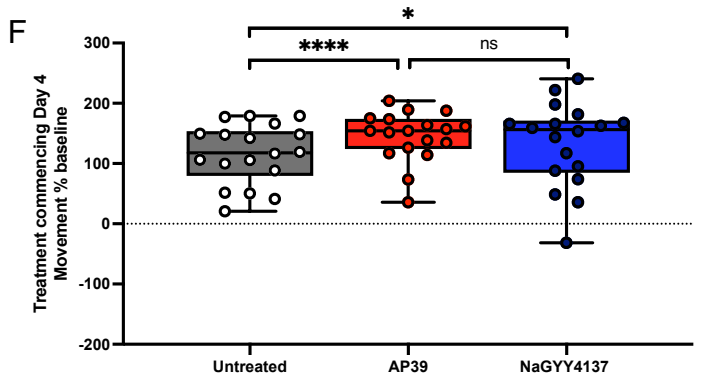 F
*
****
ns
Treatment commencing Day 4
Movement % baseline
300
200
100
0
-100
-200
Untreated
AP39
NaGYY4137